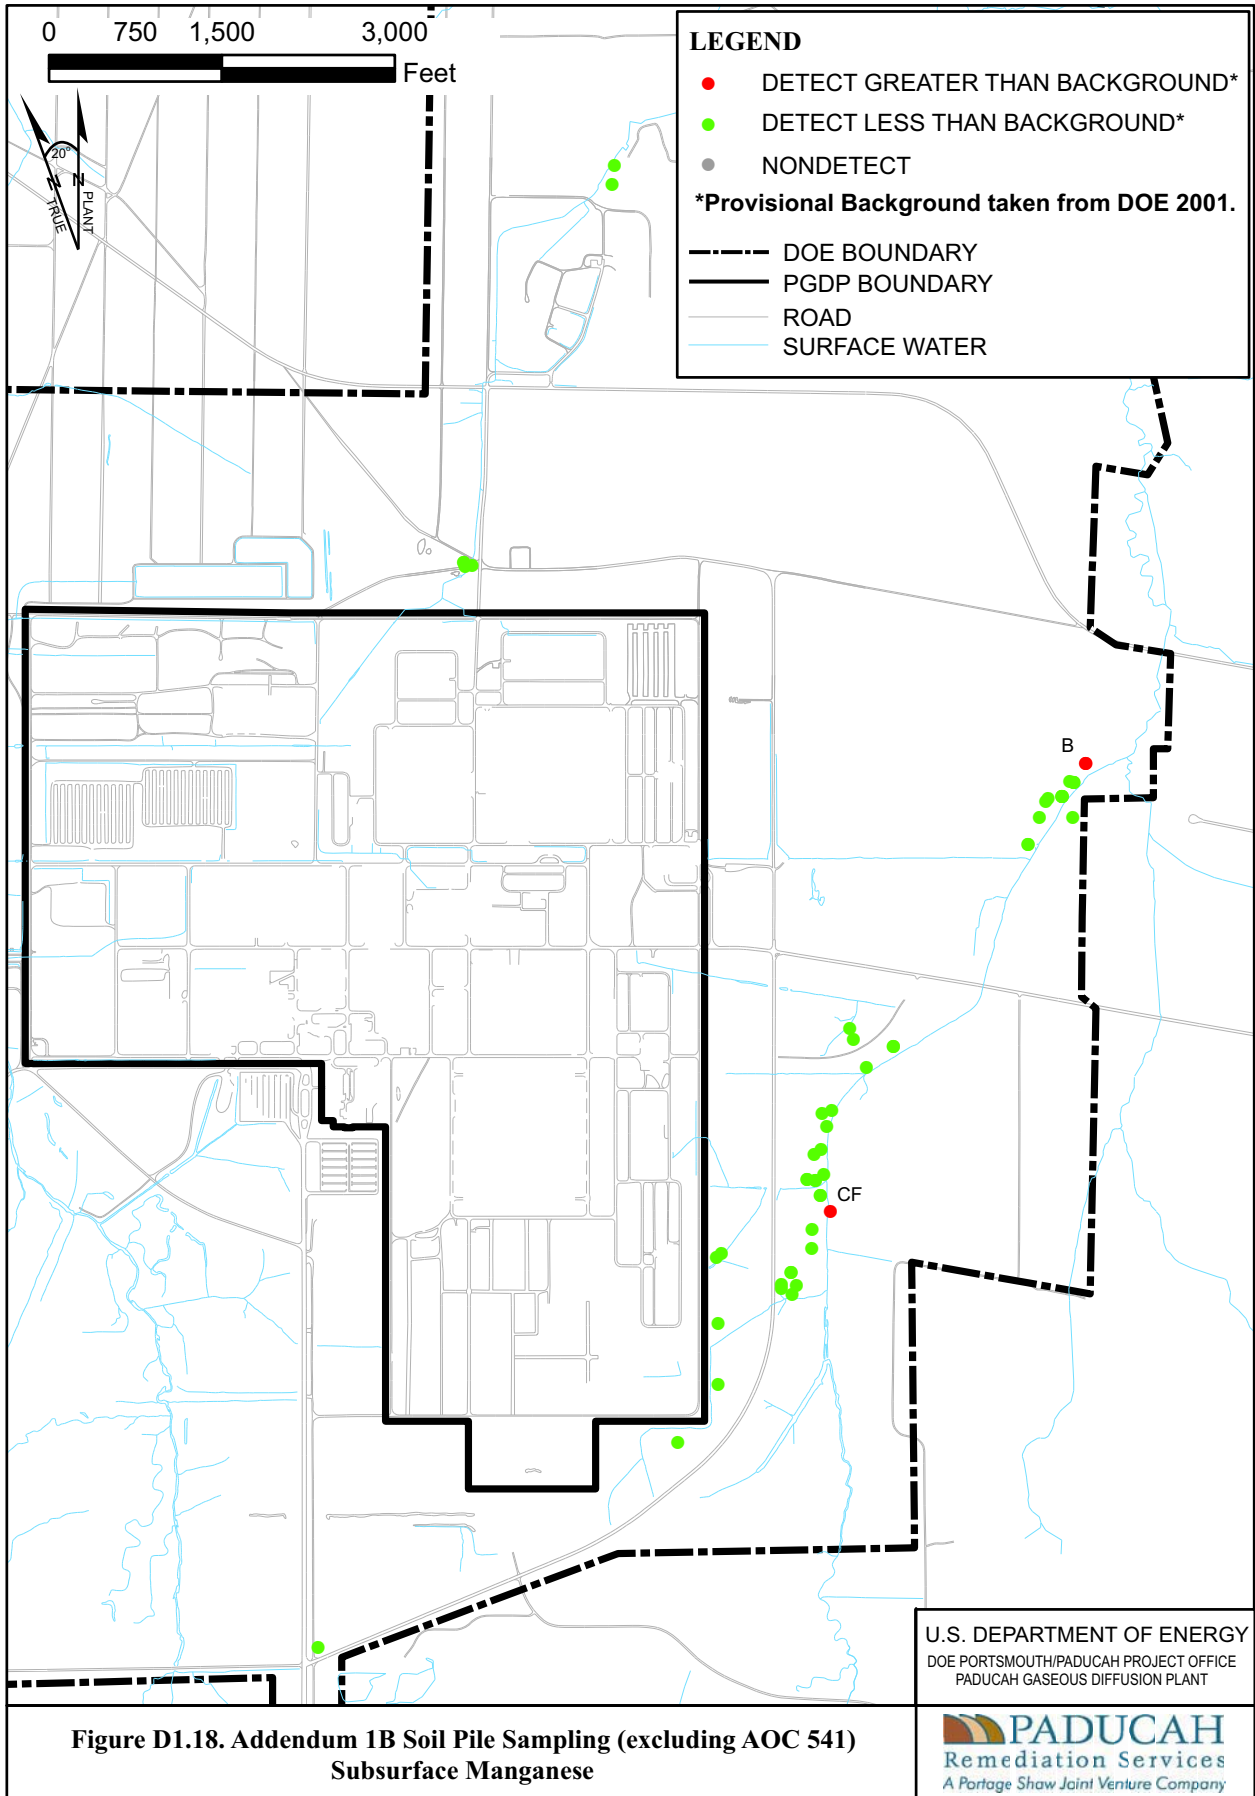 0 750 1,500 3,000
Feet
20°
N TRUE
N PLANT
LEGEND
DETECT GREATER THAN BACKGROUND*
DETECT LESS THAN BACKGROUND*
NONDETECT
*Provisional Background taken from DOE 2001.
DOE BOUNDARY
PGDP BOUNDARY
ROAD
SURFACE WATER
B
CF
U.S. DEPARTMENT OF ENERGY
DOE PORTSMOUTH/PADUCAH PROJECT OFFICE
PADUCAH GASEOUS DIFFUSION PLANT
Figure D1.18. Addendum 1B Soil Pile Sampling (excluding AOC 541)
Subsurface Manganese
PADUCAH
Remediation Services
A Portage Shaw Joint Venture Company